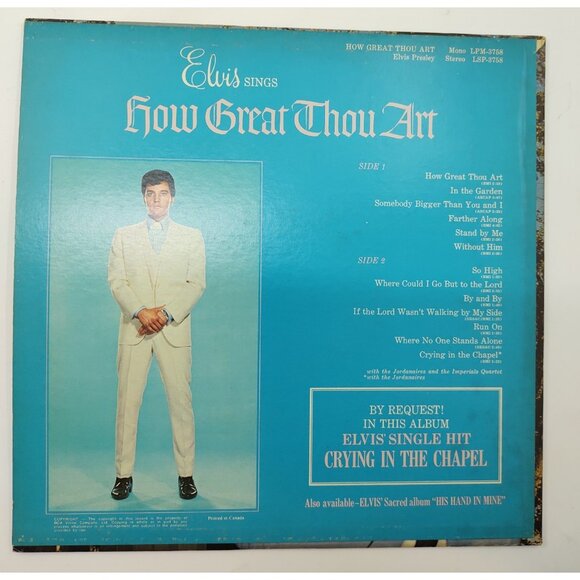 HOW GREAT THOU ART Mono LPM-3758
Elvis Presley Stereo LSP-3758
Elvis SINGS
How Great Thou Art
SIDE 1
How Great Thou Art
In the Garden
Somebody Bigger Than You and I
Farther Along
Stand by Me
Without Him
SIDE 2
So High
Where Could I Go But to the Lord
By and By
If the Lord Wasn't Walking by My Side
Run On
Where No One Stands Alone
Crying in the Chapel*
with the Jordanaires and the Imperials Quartet
*with the Jordanaires
BY REQUEST!
IN THIS ALBUM
ELVIS' SINGLE HIT
CRYING IN THE CHAPEL
Also available—ELVIS' Sacred album "HIS HAND IN MINE"
Printed in Canada